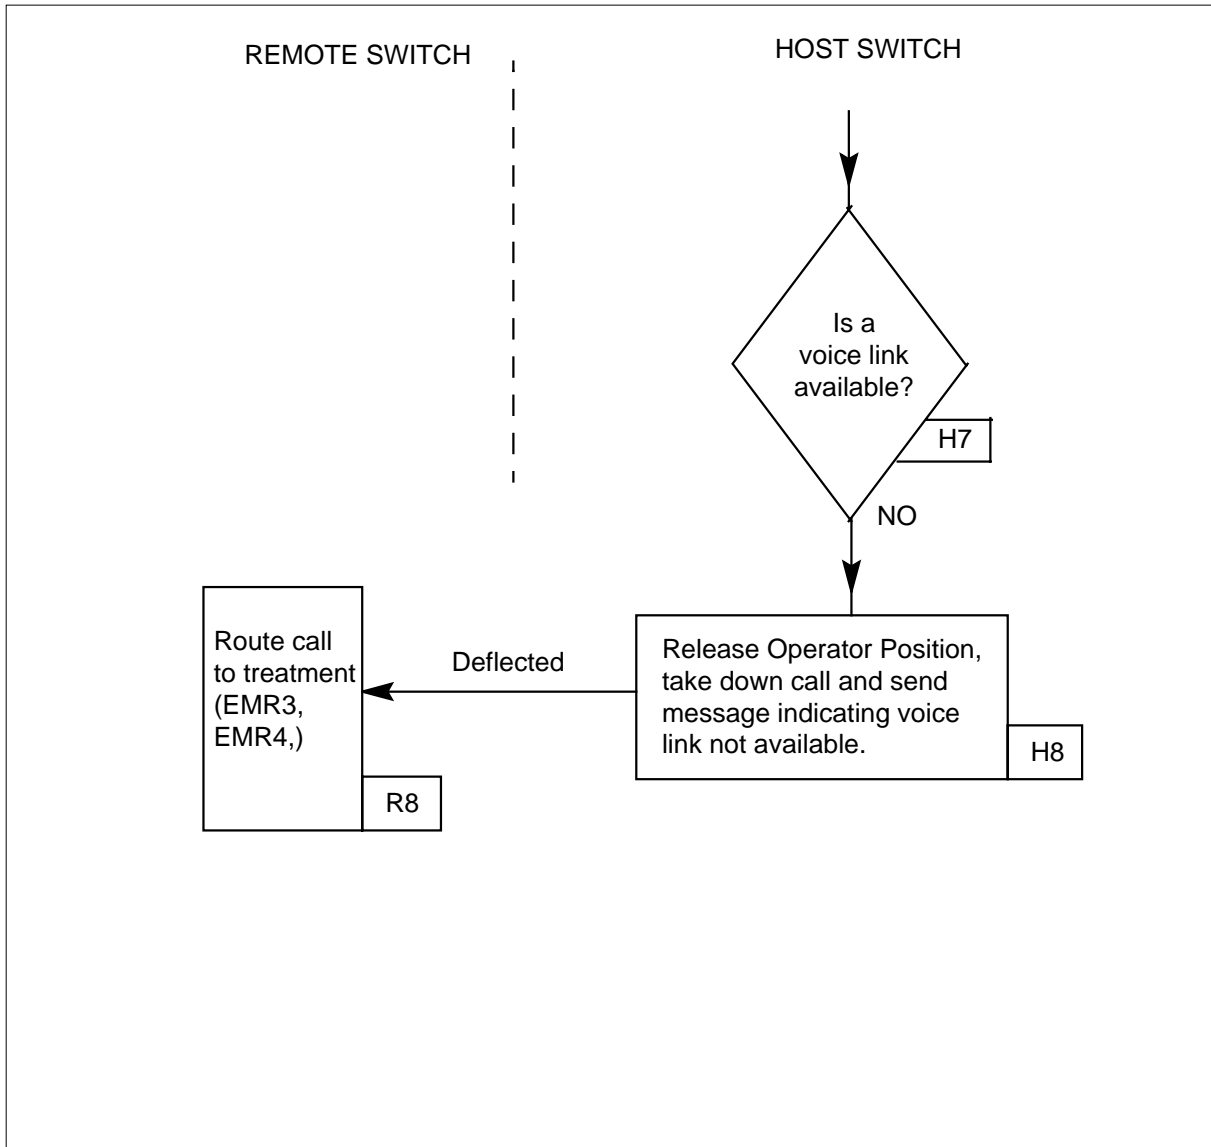 REMOTE SWITCH
HOST SWITCH
Is a
voice link
available?
H7
NO
Route call
to treatment
(EMR3,
EMR4,)
R8
Deflected
Release Operator Position,
take down call and send
message indicating voice
link not available.
H8